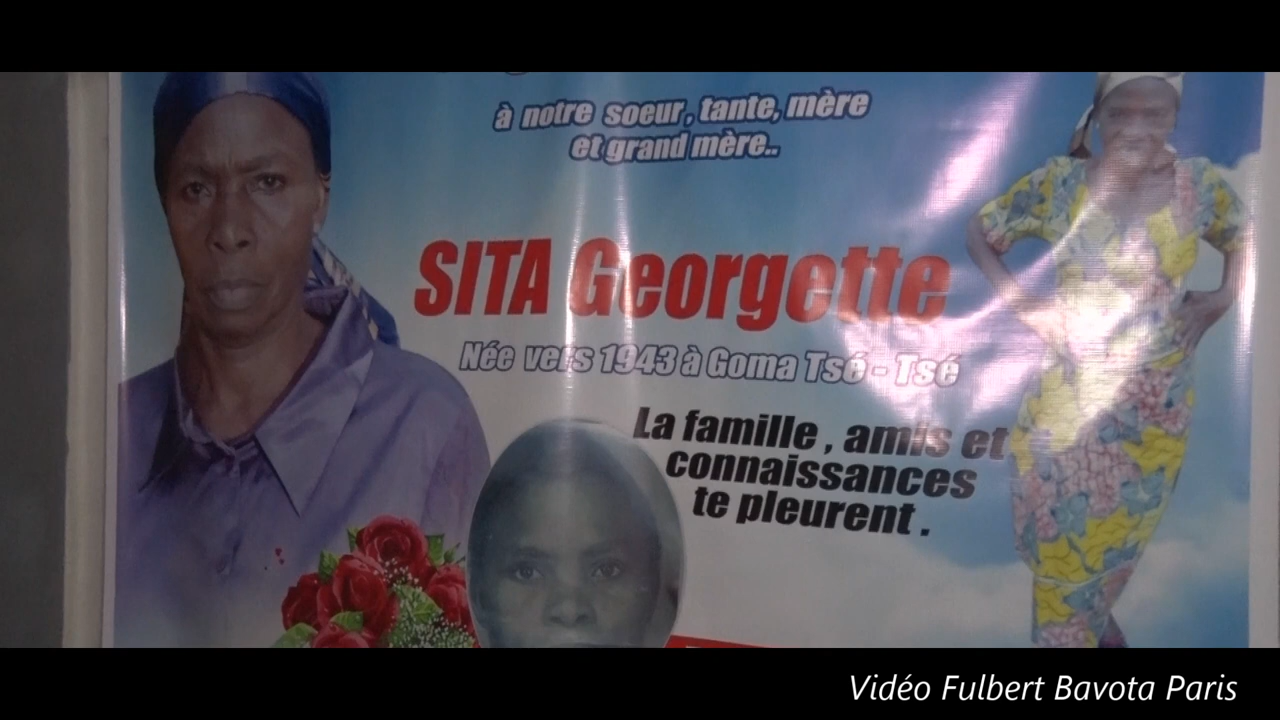 à notre soeur, tante, mère
et grand mère..
SITA Georgette
Née vers 1943 à Goma Tsé - Tsé
La famille, amis et
connaissances
te pleurent.
Vidéo Fulbert Bavota Paris